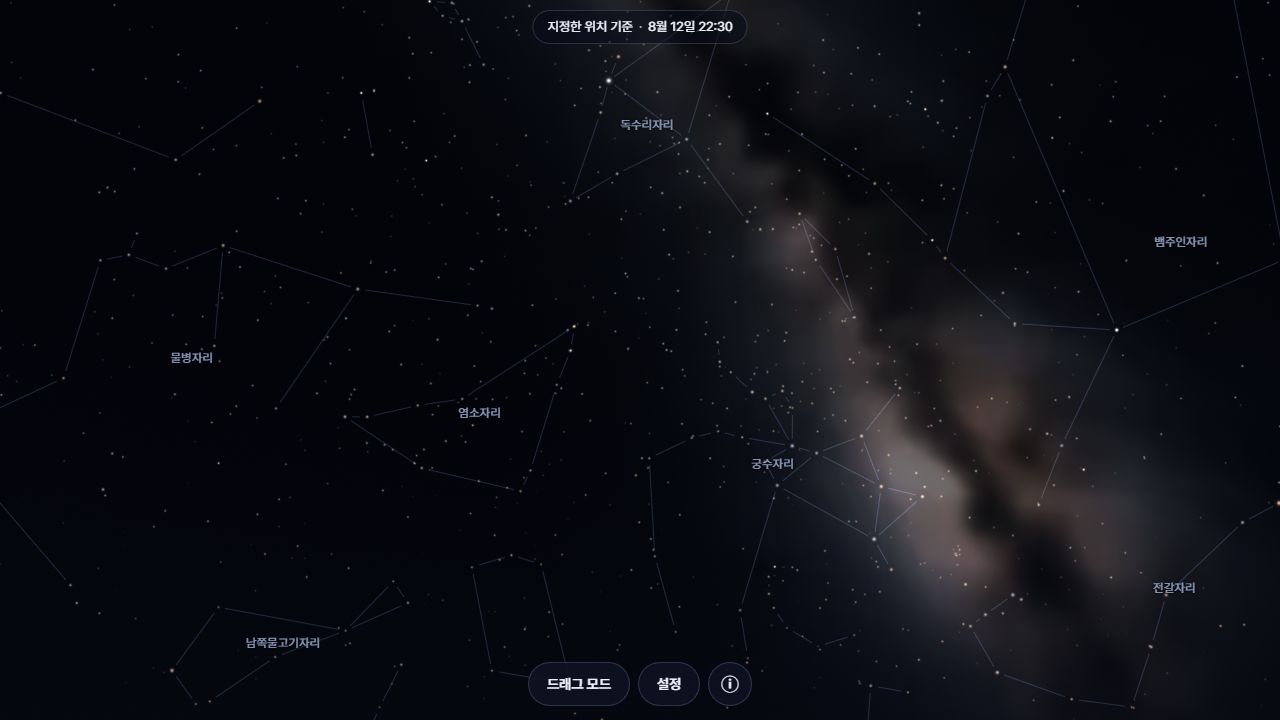 지정한 위치 기준 · 8월 12일 22:30
독수리자리
뱀주인자리
물병자리
염소자리
궁수자리
전갈자리
남쪽물고기자리
드래그 모드
설정